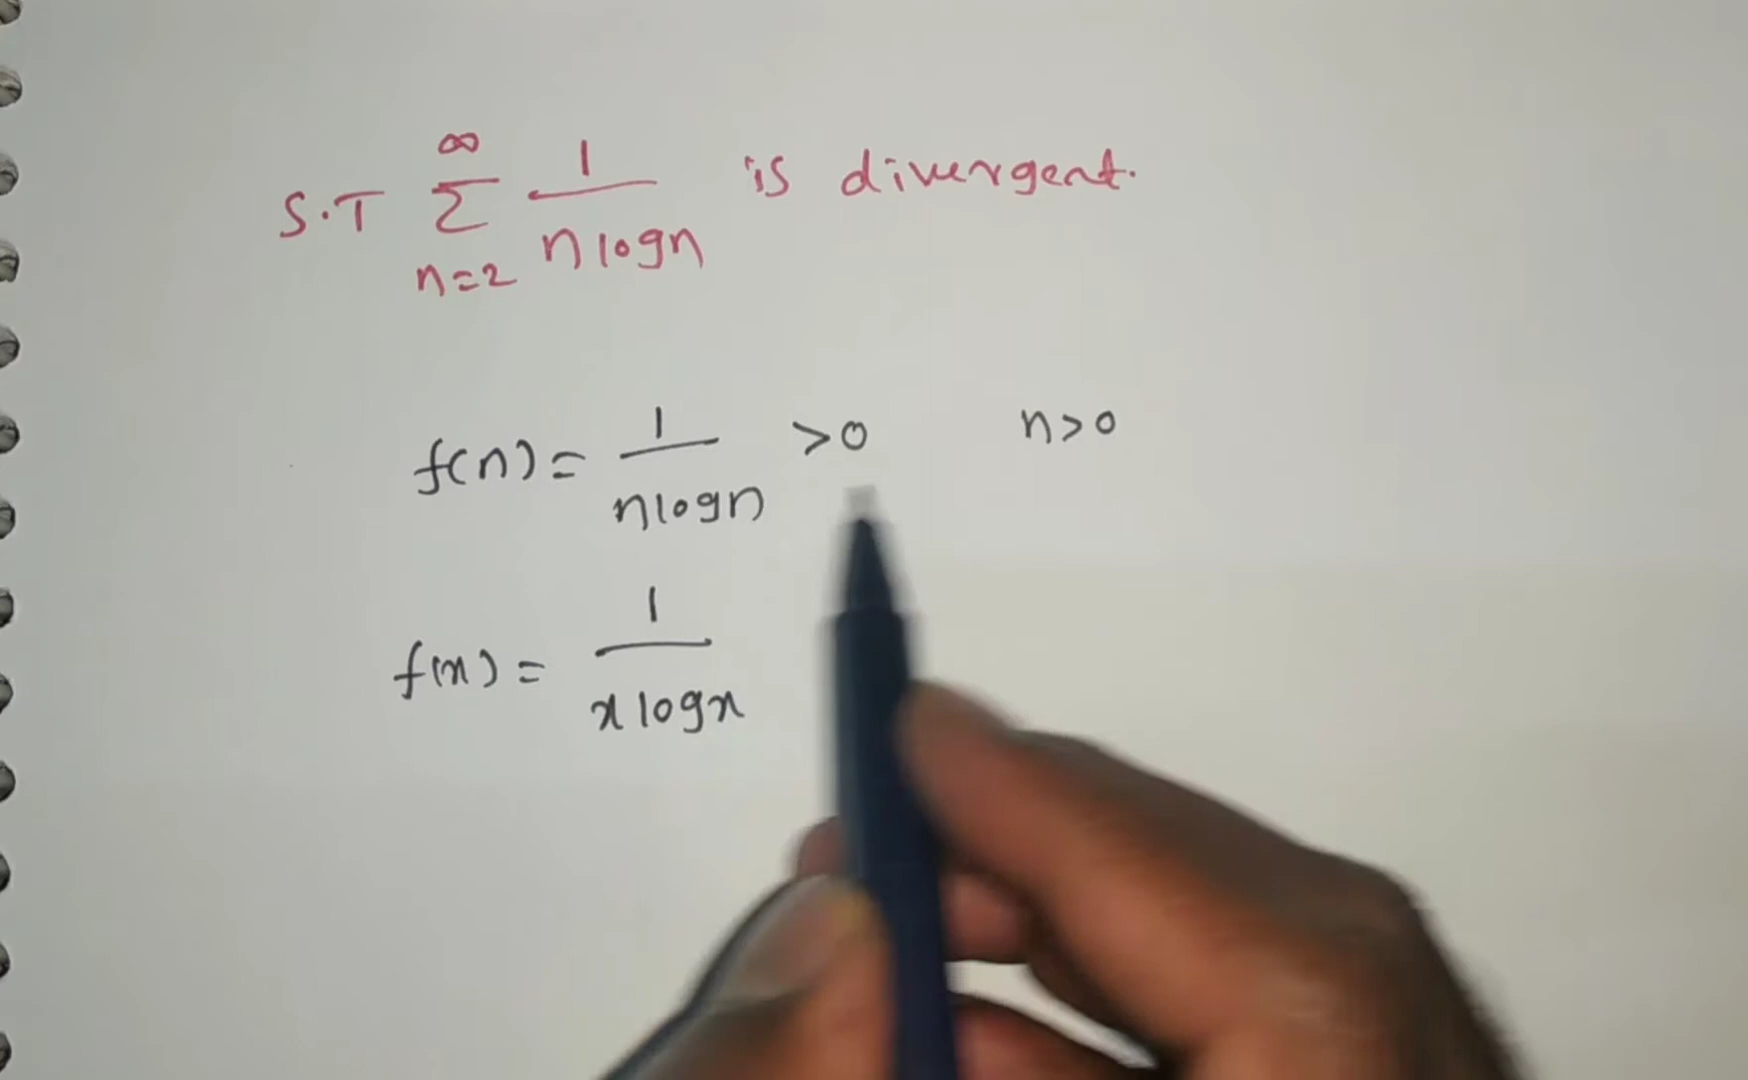 S.T ∞∑n=2 1/(n log n) is divergent.
f(n) = 1/(n log n) >0 n>0
f(x) = 1/(x log x)